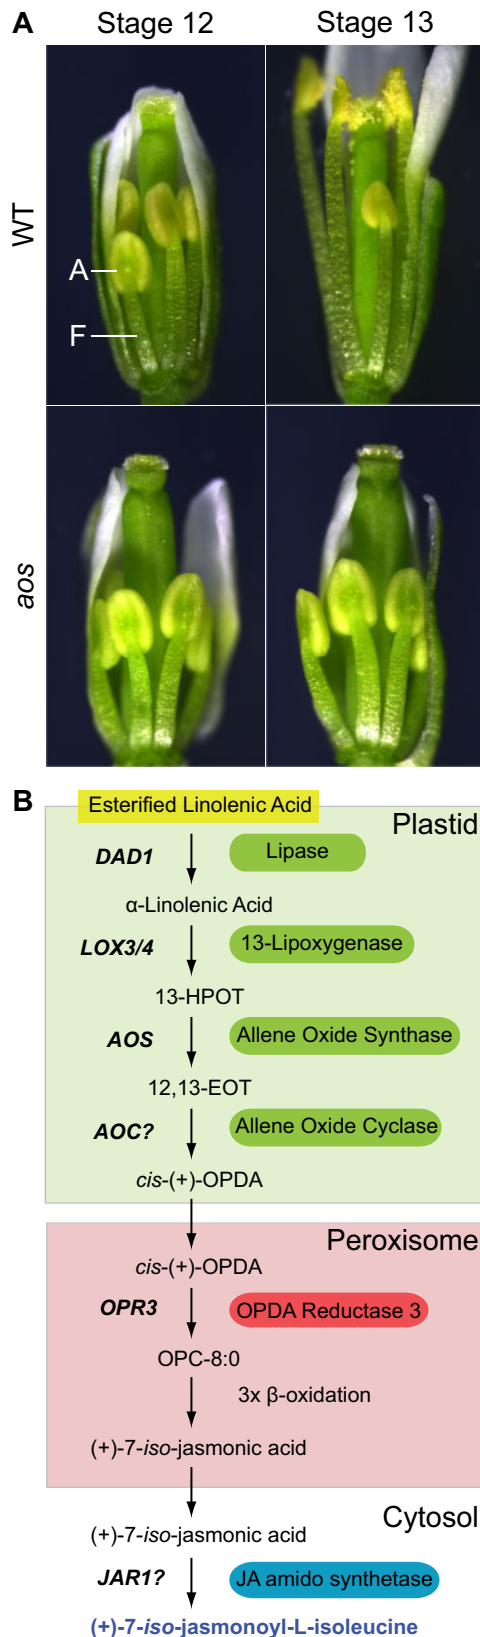 A
Stage 12
Stage 13
WT
A
F
aos
B
Esterified Linolenic Acid
Plastid
DAD1
Lipase
α-Linolenic Acid
LOX3/4
13-Lipoxygenase
13-HPOT
AOS
Allene Oxide Synthase
12,13-EOT
AOC?
Allene Oxide Cyclase
cis-(+)-OPDA
Peroxisome
cis-(+)-OPDA
OPR3
OPDA Reductase 3
OPC-8:0
3x β-oxidation
(+)-7-iso-jasmonic acid
Cytosol
(+)-7-iso-jasmonic acid
JAR1?
JA amido synthetase
(+)-7-iso-jasmonoyl-L-isoleucine